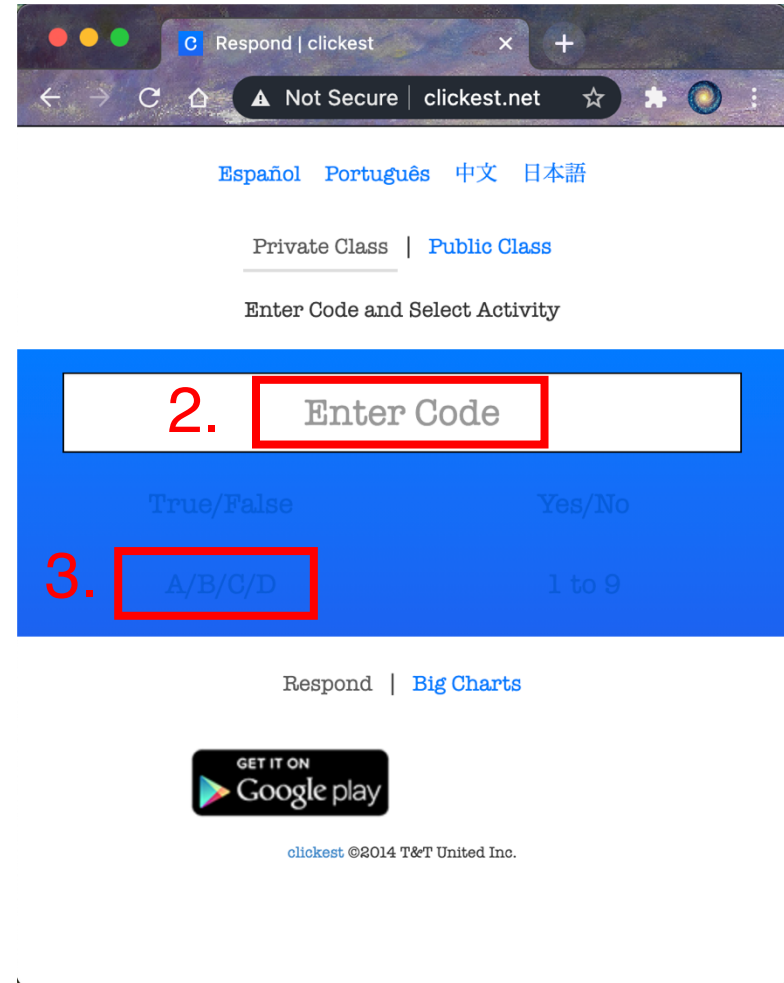 C Respond | clickest
Not Secure | clickest.net
Español Português 中文 日本語
Private Class | Public Class
Enter Code and Select Activity
2. Enter Code
True/False Yes/No
3. A/B/C/D 1 to 9
Respond | Big Charts
GET IT ON
Google play
clickest ©2014 T&T United Inc.